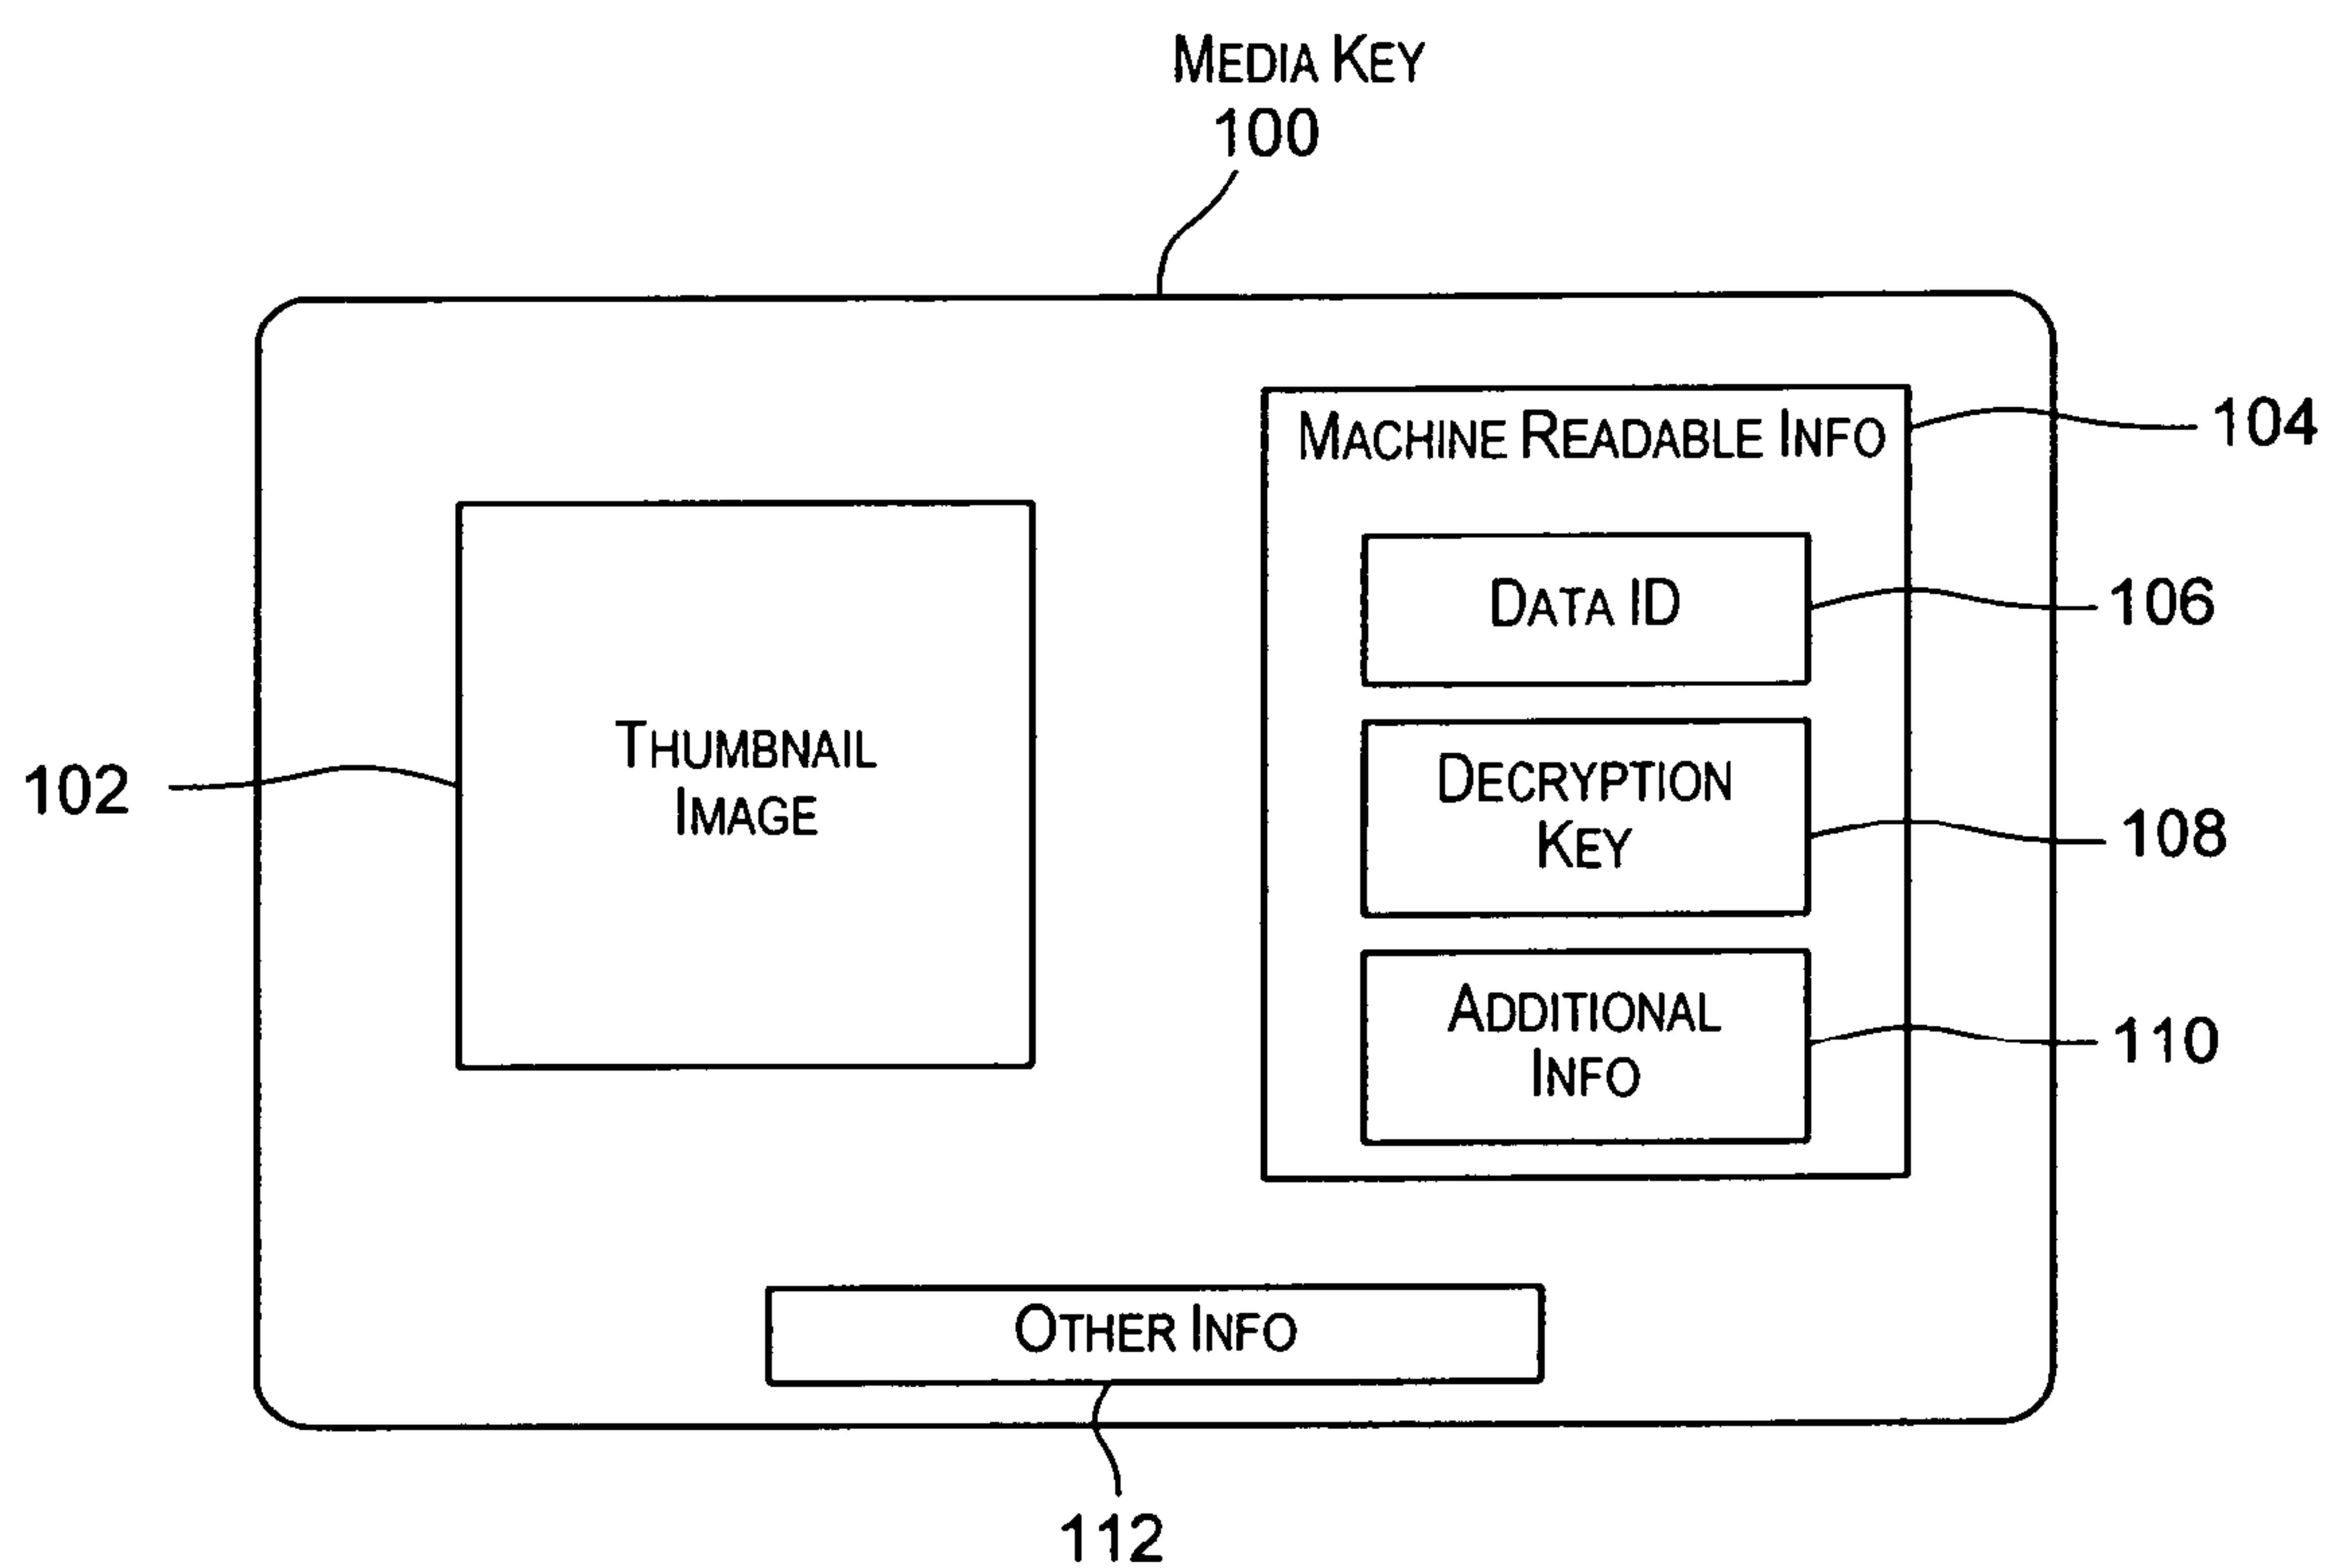 MEDIA KEY
100
MACHINE READABLE INFO
104
DATA ID
106
THUMBNAIL
IMAGE
102
DECRYPTION
KEY
108
ADDITIONAL
INFO
110
OTHER INFO
112